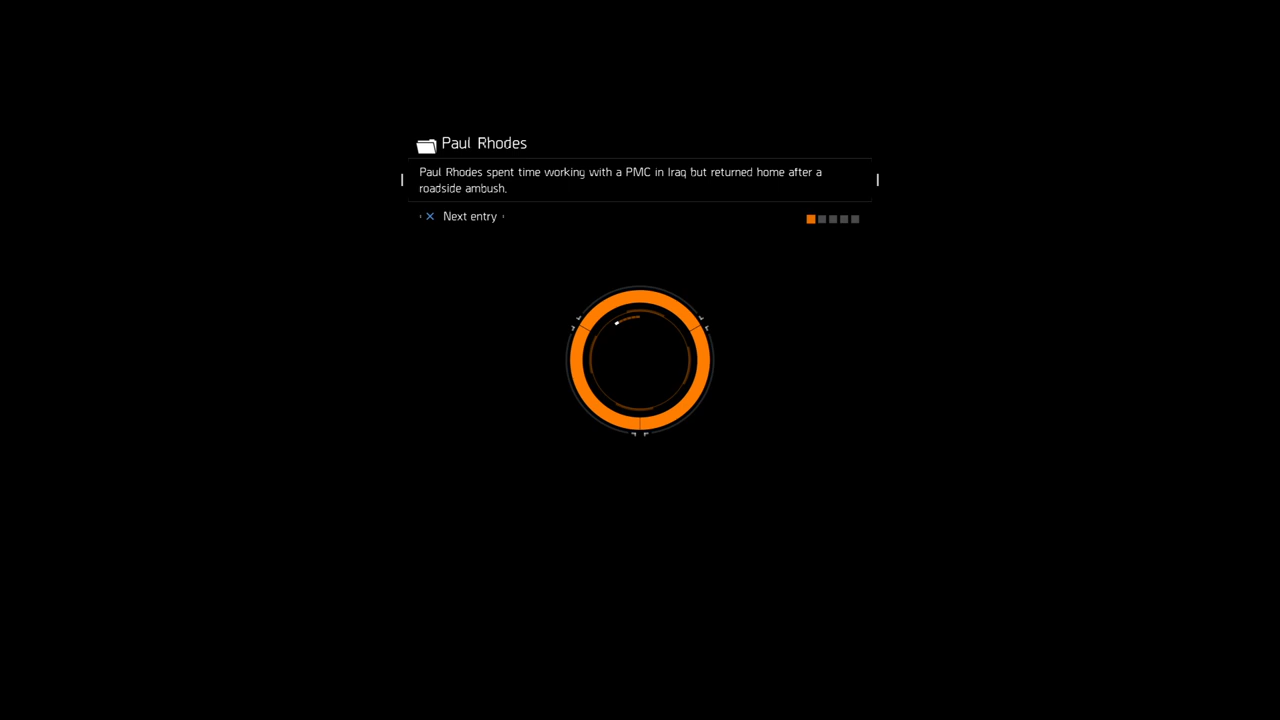 Paul Rhodes
Paul Rhodes spent time working with a PMC in Iraq but returned home after a
roadside ambush.
Next entry